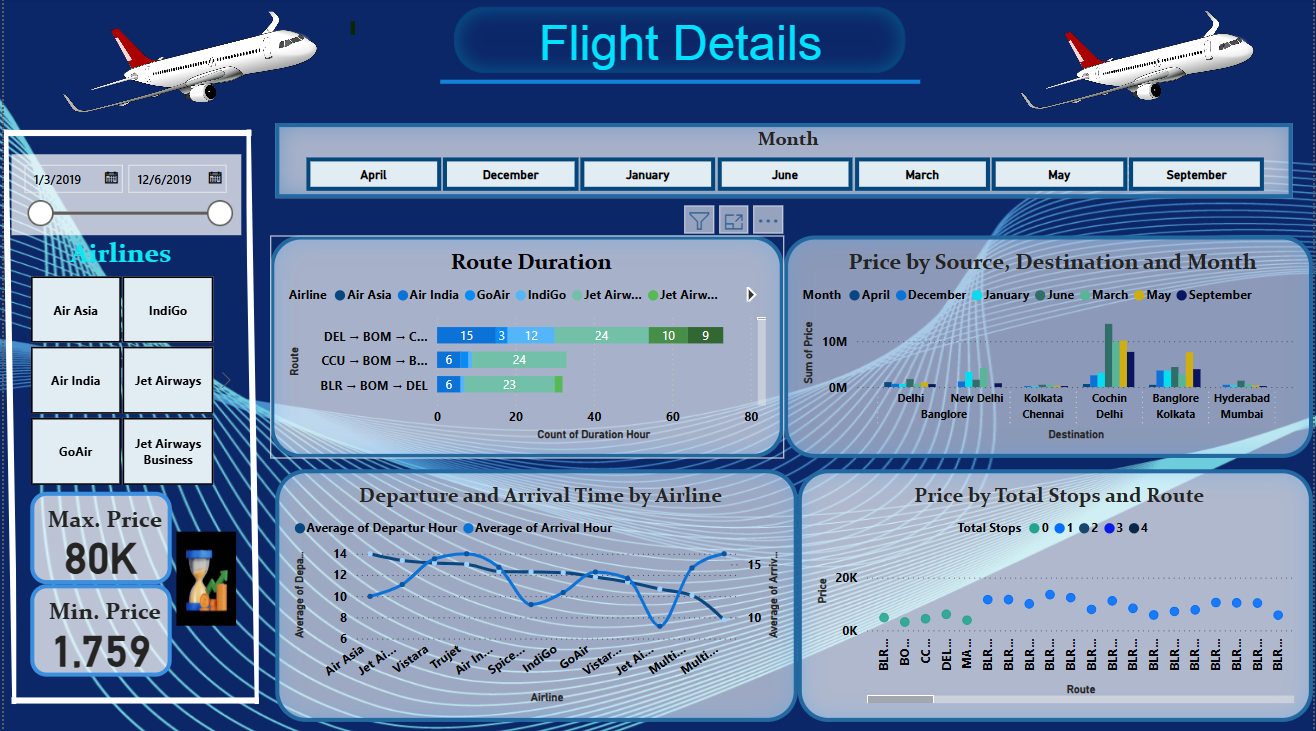 Flight Details
Month
April December January June March May September
1/3/2019 12/6/2019
Airlines
Air Asia IndiGo
Air India Jet Airways
GoAir Jet Airways Business
Max. Price
80K
Min. Price
1.759
Route Duration
Airline Air Asia Air India GoAir IndiGo Jet Airw... Jet Airw...
Route
DEL → BOM → C... 15 3 12 24 10 9
CCU → BOM → B... 6 24
BLR → BOM → DEL 6 23
0 20 40 60 80
Count of Duration Hour
Price by Source, Destination and Month
Month April December January June March May September
Sum of Price
10M
0M
Delhi New Delhi Kolkata Cochin Banglore Hyderabad
Banglore Chennai Delhi Kolkata Mumbai
Destination
Departure and Arrival Time by Airline
Average of Departur Hour Average of Arrival Hour
Average of Depa...
14
12
10
8
6
15
10
Average of Arriv...
Air Asia Jet Ai... Vistara Trujet Air In... Spice... IndiGo GoAir Vistar... Jet Ai... Multi... Multi...
Airline
Price by Total Stops and Route
Total Stops 0 1 2 3 4
Price
20K
0K
BLR... BO... CC... DEL... MA... BLR... BLR... BLR... BLR... BLR... BLR... BLR... BLR... BLR... BLR... BLR... BLR... BLR... BLR... BLR...
Route